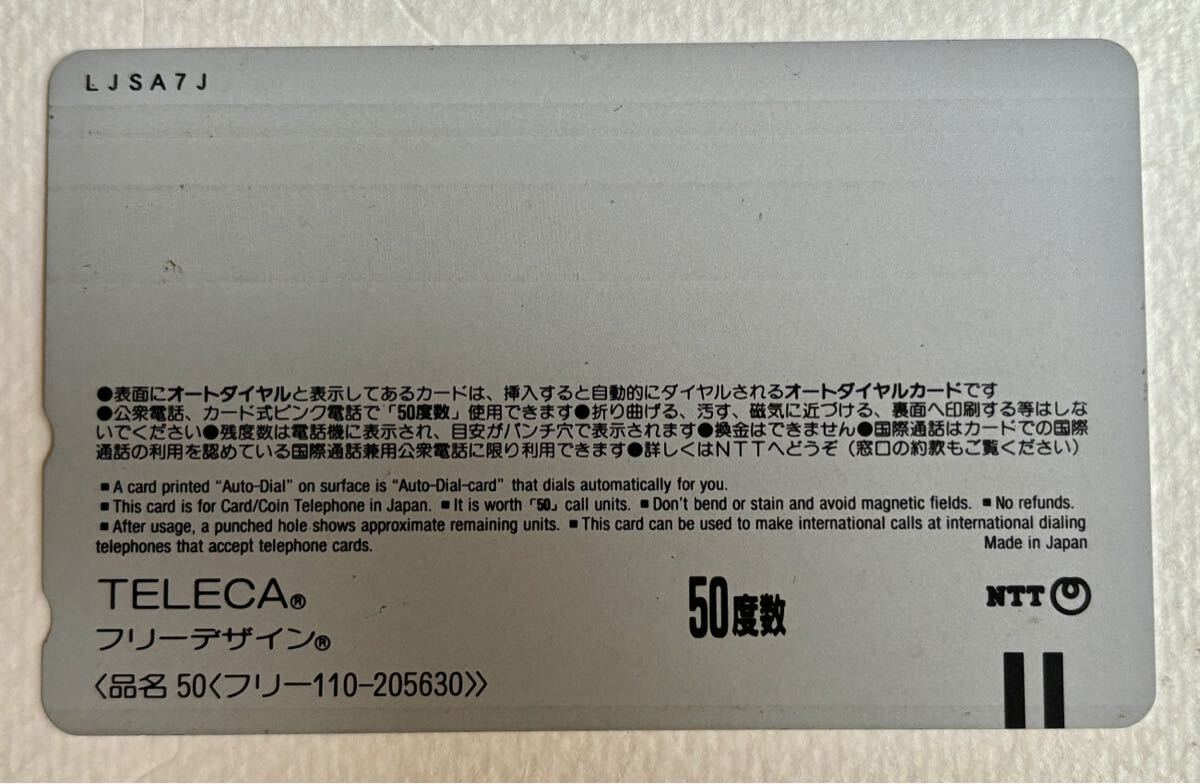 LJSA7J
●表面にオートダイヤルと表示してあるカードは、挿入すると自動的にダイヤルされるオートダイヤルカードです
●公衆電話、カード式ピンク電話で「50度数」使用できます●折り曲げる、汚す、磁気に近づける、裏面へ印刷する等はしな
いでください●残度数は電話機に表示され、目安がパンチ穴で表示されます●換金はできません●国際通話はカードでの国際
通話の利用を認めている国際通話兼用公衆電話に限り利用できます●詳しくはNTTへどうぞ（窓口の約款もご覧ください）
■ A card printed “Auto-Dial” on surface is “Auto-Dial-card” that dials automatically for you.
■ This card is for Card/Coin Telephone in Japan. ■ It is worth「50」call units. ■ Don't bend or stain and avoid magnetic fields. ■ No refunds.
■ After usage, a punched hole shows approximate remaining units. ■ This card can be used to make international calls at international dialing
telephones that accept telephone cards.
Made in Japan
TELECA®
50度数
NTT
フリーデザイン®
〈品名 50〈フリー110-205630〉〉